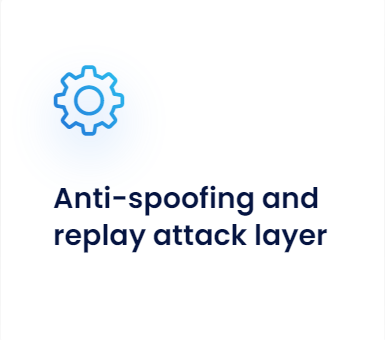 Anti-spoofing and
replay attack layer